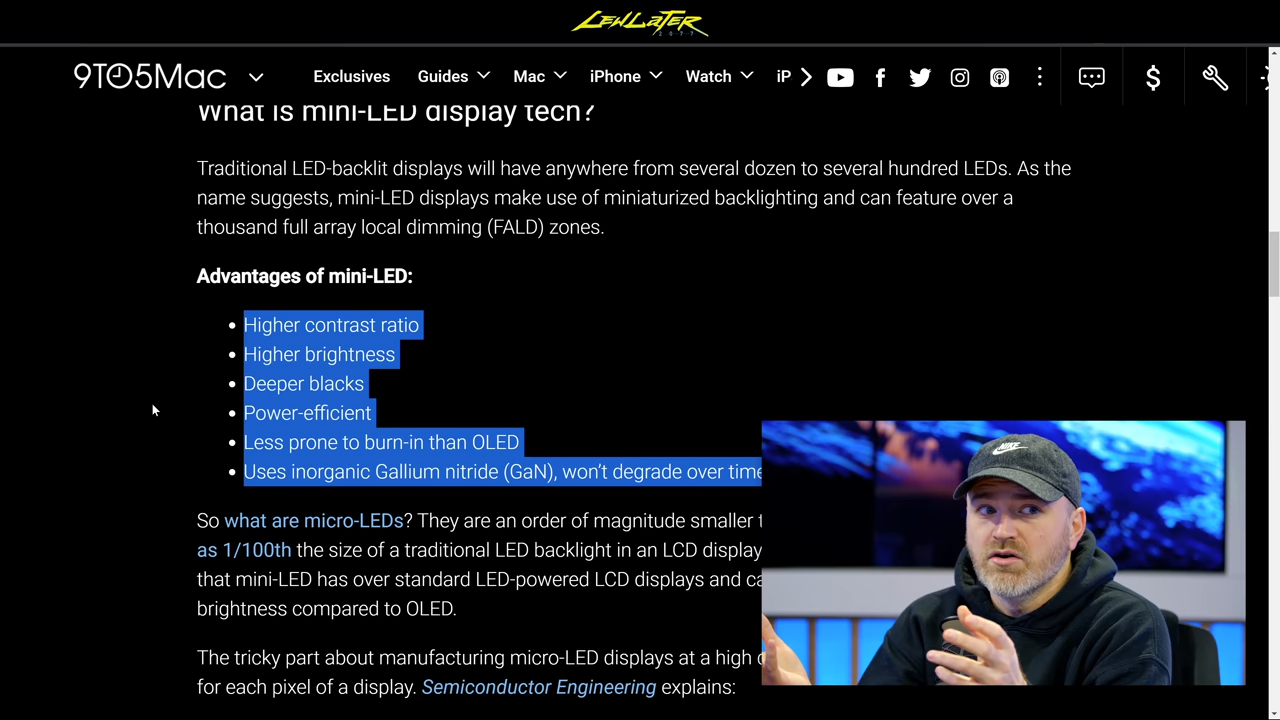 LEWLATER
2077
9TO5Mac
Exclusives Guides Mac iPhone Watch iP
What is mini-LED display tech?
Traditional LED-backlit displays will have anywhere from several dozen to several hundred LEDs. As the
name suggests, mini-LED displays make use of miniaturized backlighting and can feature over a
thousand full array local dimming (FALD) zones.
Advantages of mini-LED:
• Higher contrast ratio
• Higher brightness
• Deeper blacks
• Power-efficient
• Less prone to burn-in than OLED
• Uses inorganic Gallium nitride (GaN), won't degrade over time
So what are micro-LEDs? They are an order of magnitude smaller t
as 1/100th the size of a traditional LED backlight in an LCD display
that mini-LED has over standard LED-powered LCD displays and ca
brightness compared to OLED.
The tricky part about manufacturing micro-LED displays at a high c
for each pixel of a display. Semiconductor Engineering explains:
NIKE